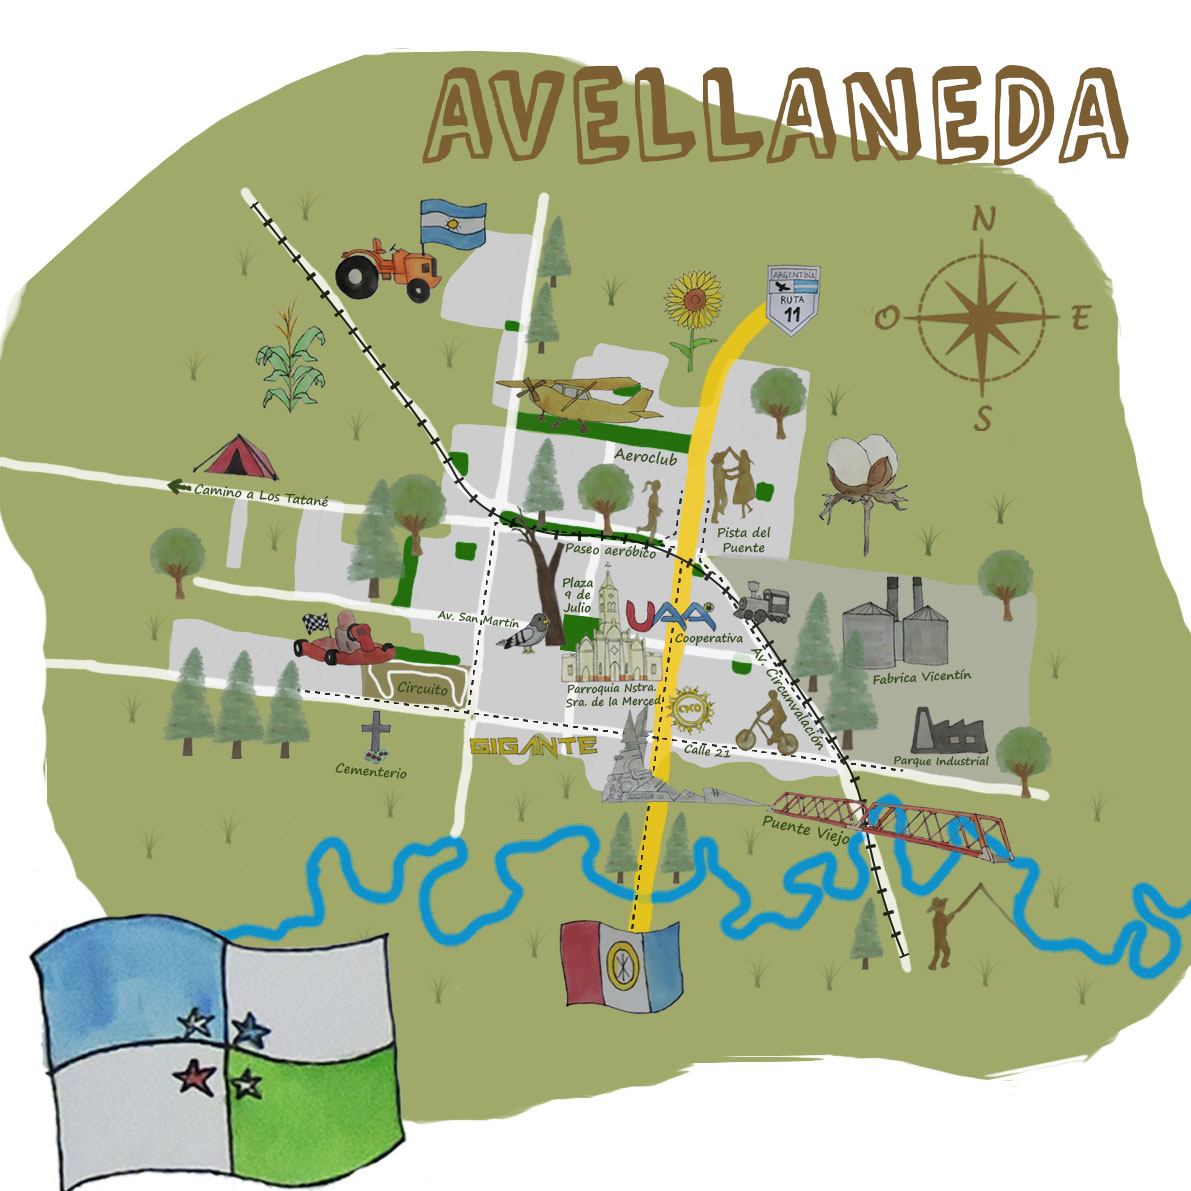 AVELLANEDA
N
O
E
S
ARGENTINA
RUTA
11
Aeroclub
Camino a Los Tatané
Pista del
Puente
Paseo aeróbico
Plaza
9 de
Julio
Av. San Martín
UAA
Cooperativa
Av. Circunvalación
Fabrica Vicentín
Circuito
Parroquia Nstra.
Sra. de la Merced
GIGANTE
Calle 21
Parque Industrial
Cementerio
Puente Viejo